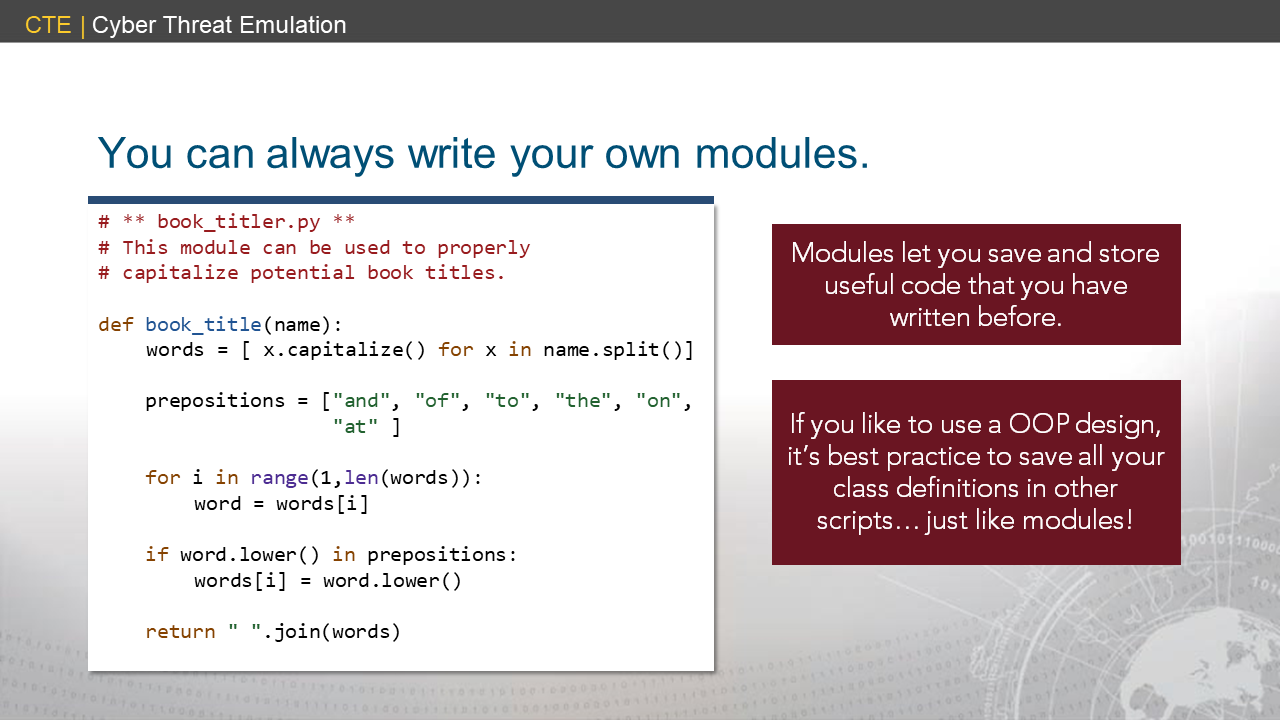 CTE | Cyber Threat Emulation
You can always write your own modules.
# ** book_titler.py **
# This module can be used to properly
# capitalize potential book titles.
def book_title(name):
    words = [ x.capitalize() for x in name.split()]
    prepositions = ["and", "of", "to", "the", "on",
                    "at" ]
    for i in range(1,len(words)):
        word = words[i]
    if word.lower() in prepositions:
        words[i] = word.lower()
    return " ".join(words)
Modules let you save and store
useful code that you have
written before.
If you like to use a OOP design,
it's best practice to save all your
class definitions in other
scripts... just like modules!